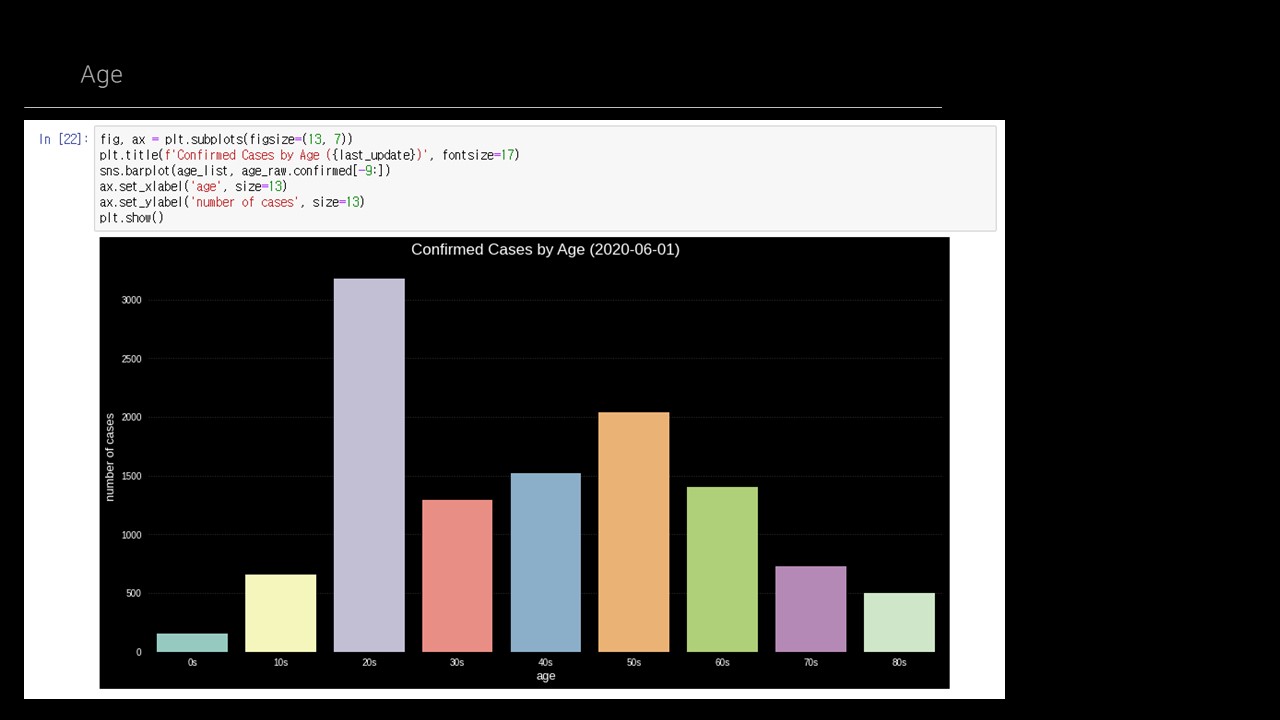 Age
In [22]:
fig, ax = plt.subplots(figsize=(13, 7))
plt.title(f'Confirmed Cases by Age ({last_update})', fontsize=17)
sns.barplot(age_list, age_raw.confirmed[-9:])
ax.set_xlabel('age', size=13)
ax.set_ylabel('number of cases', size=13)
plt.show()
Confirmed Cases by Age (2020-06-01)
number of cases
3000
2500
2000
1500
1000
500
0
0s 10s 20s 30s 40s 50s 60s 70s 80s
age